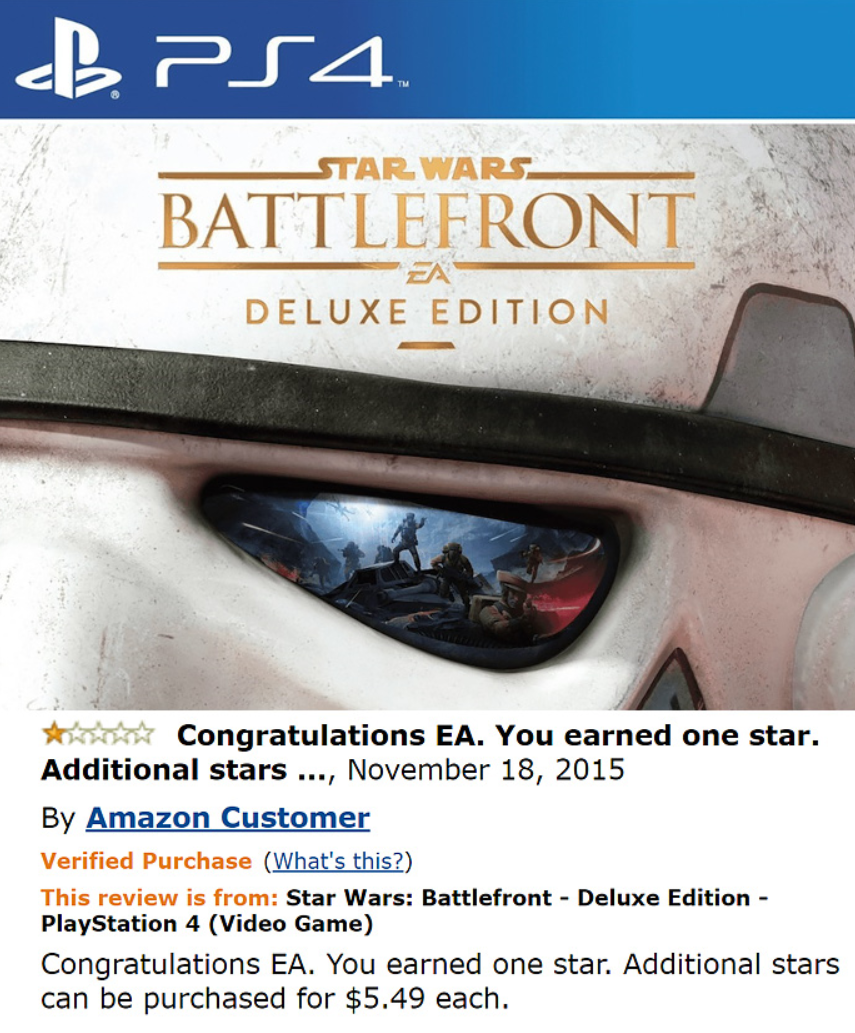 PS4™
STAR WARS
BATTLEFRONT
EA
DELUXE EDITION
Congratulations EA. You earned one star.
Additional stars ..., November 18, 2015
By Amazon Customer
Verified Purchase (What's this?)
This review is from: Star Wars: Battlefront - Deluxe Edition -
PlayStation 4 (Video Game)
Congratulations EA. You earned one star. Additional stars
can be purchased for $5.49 each.